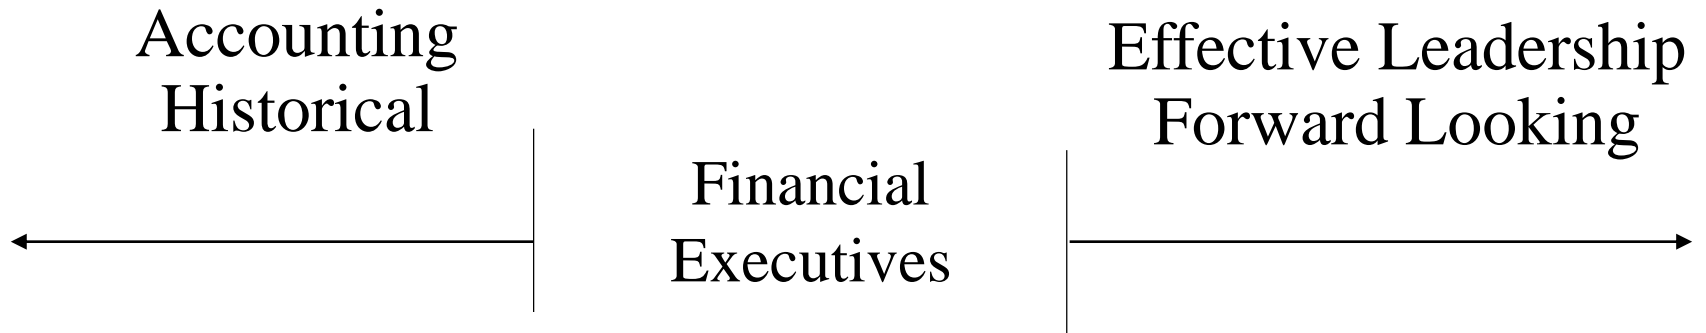 Accounting
Historical
Financial
Executives
Effective Leadership
Forward Looking